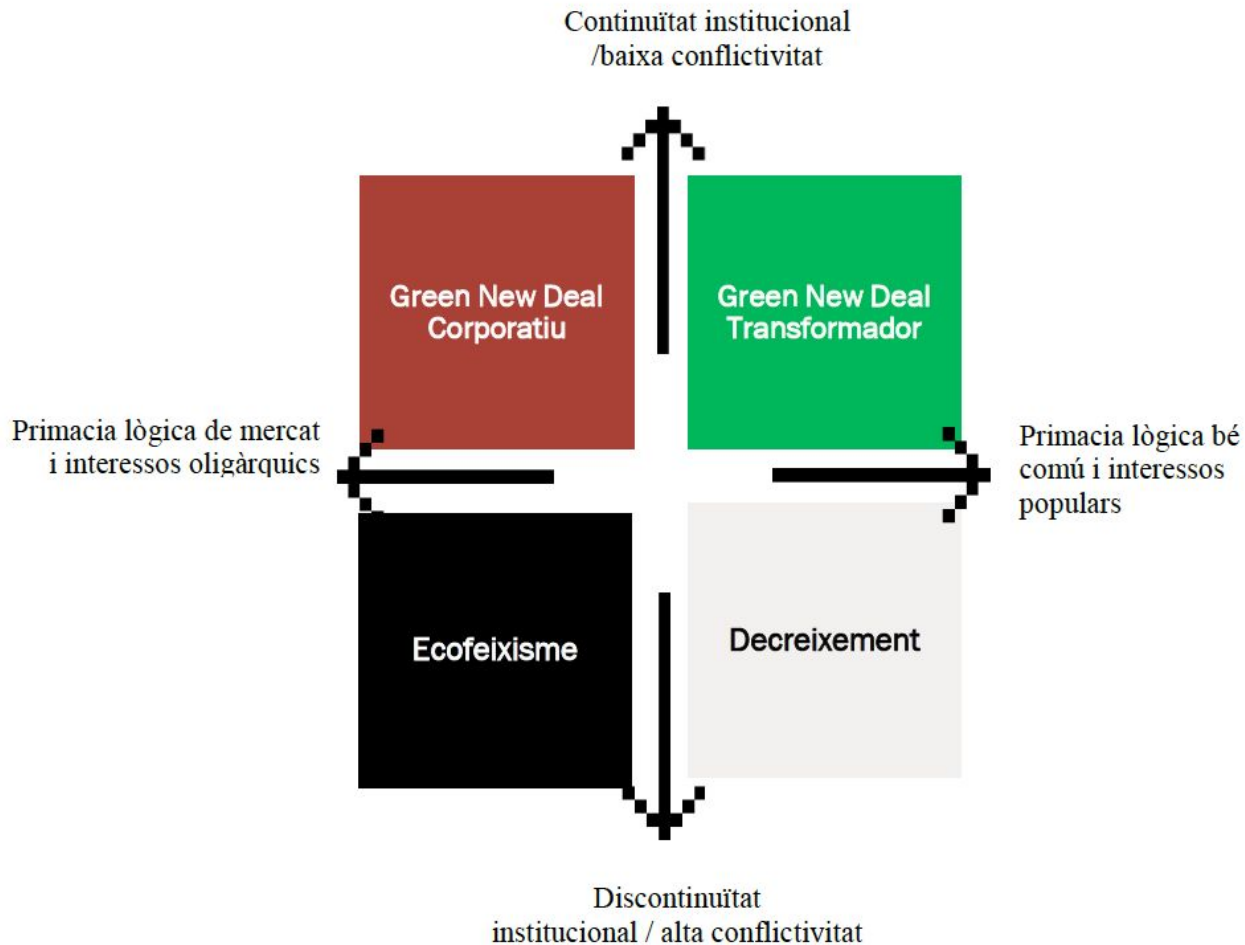 Continuïtat institucional
/baixa conflictivitat
Green New Deal
Corporatiu
Green New Deal
Transformador
Primacia lògica de mercat
i interessos oligàrquics
Primacia lògica bé
comú i interessos
populars
Ecofeixisme
Decreixement
Discontinuïtat
institucional / alta conflictivitat